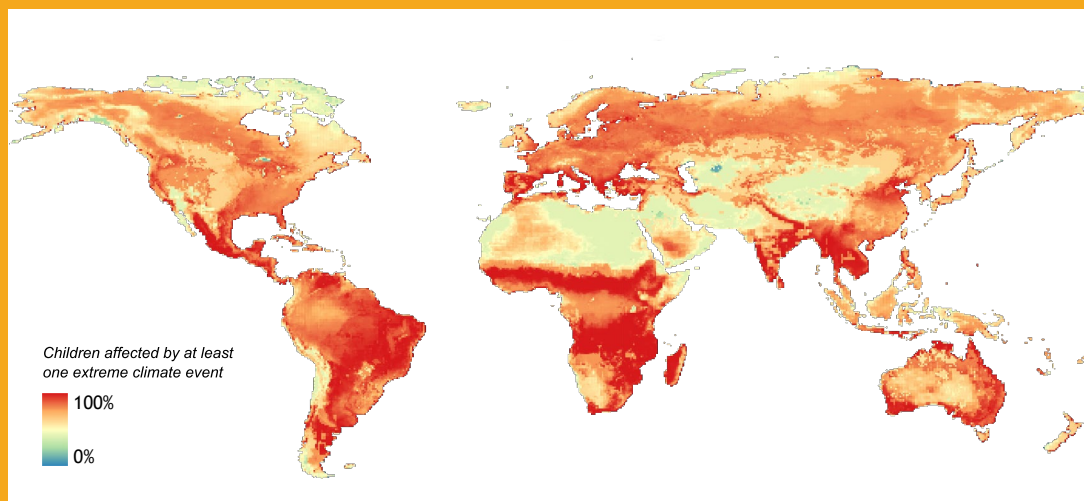 Children affected by at least
one extreme climate event
100%
0%